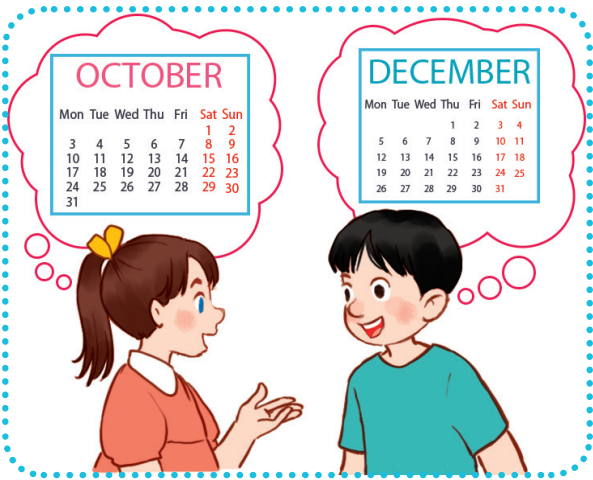 OCTOBER
Mon Tue Wed Thu Fri Sat Sun
1 2
3 4 5 6 7 8 9
10 11 12 13 14 15 16
17 18 19 20 21 22 23
24 25 26 27 28 29 30
31
DECEMBER
Mon Tue Wed Thu Fri Sat Sun
1 2 3 4
5 6 7 8 9 10 11
12 13 14 15 16 17 18
19 20 21 22 23 24 25
26 27 28 29 30 31